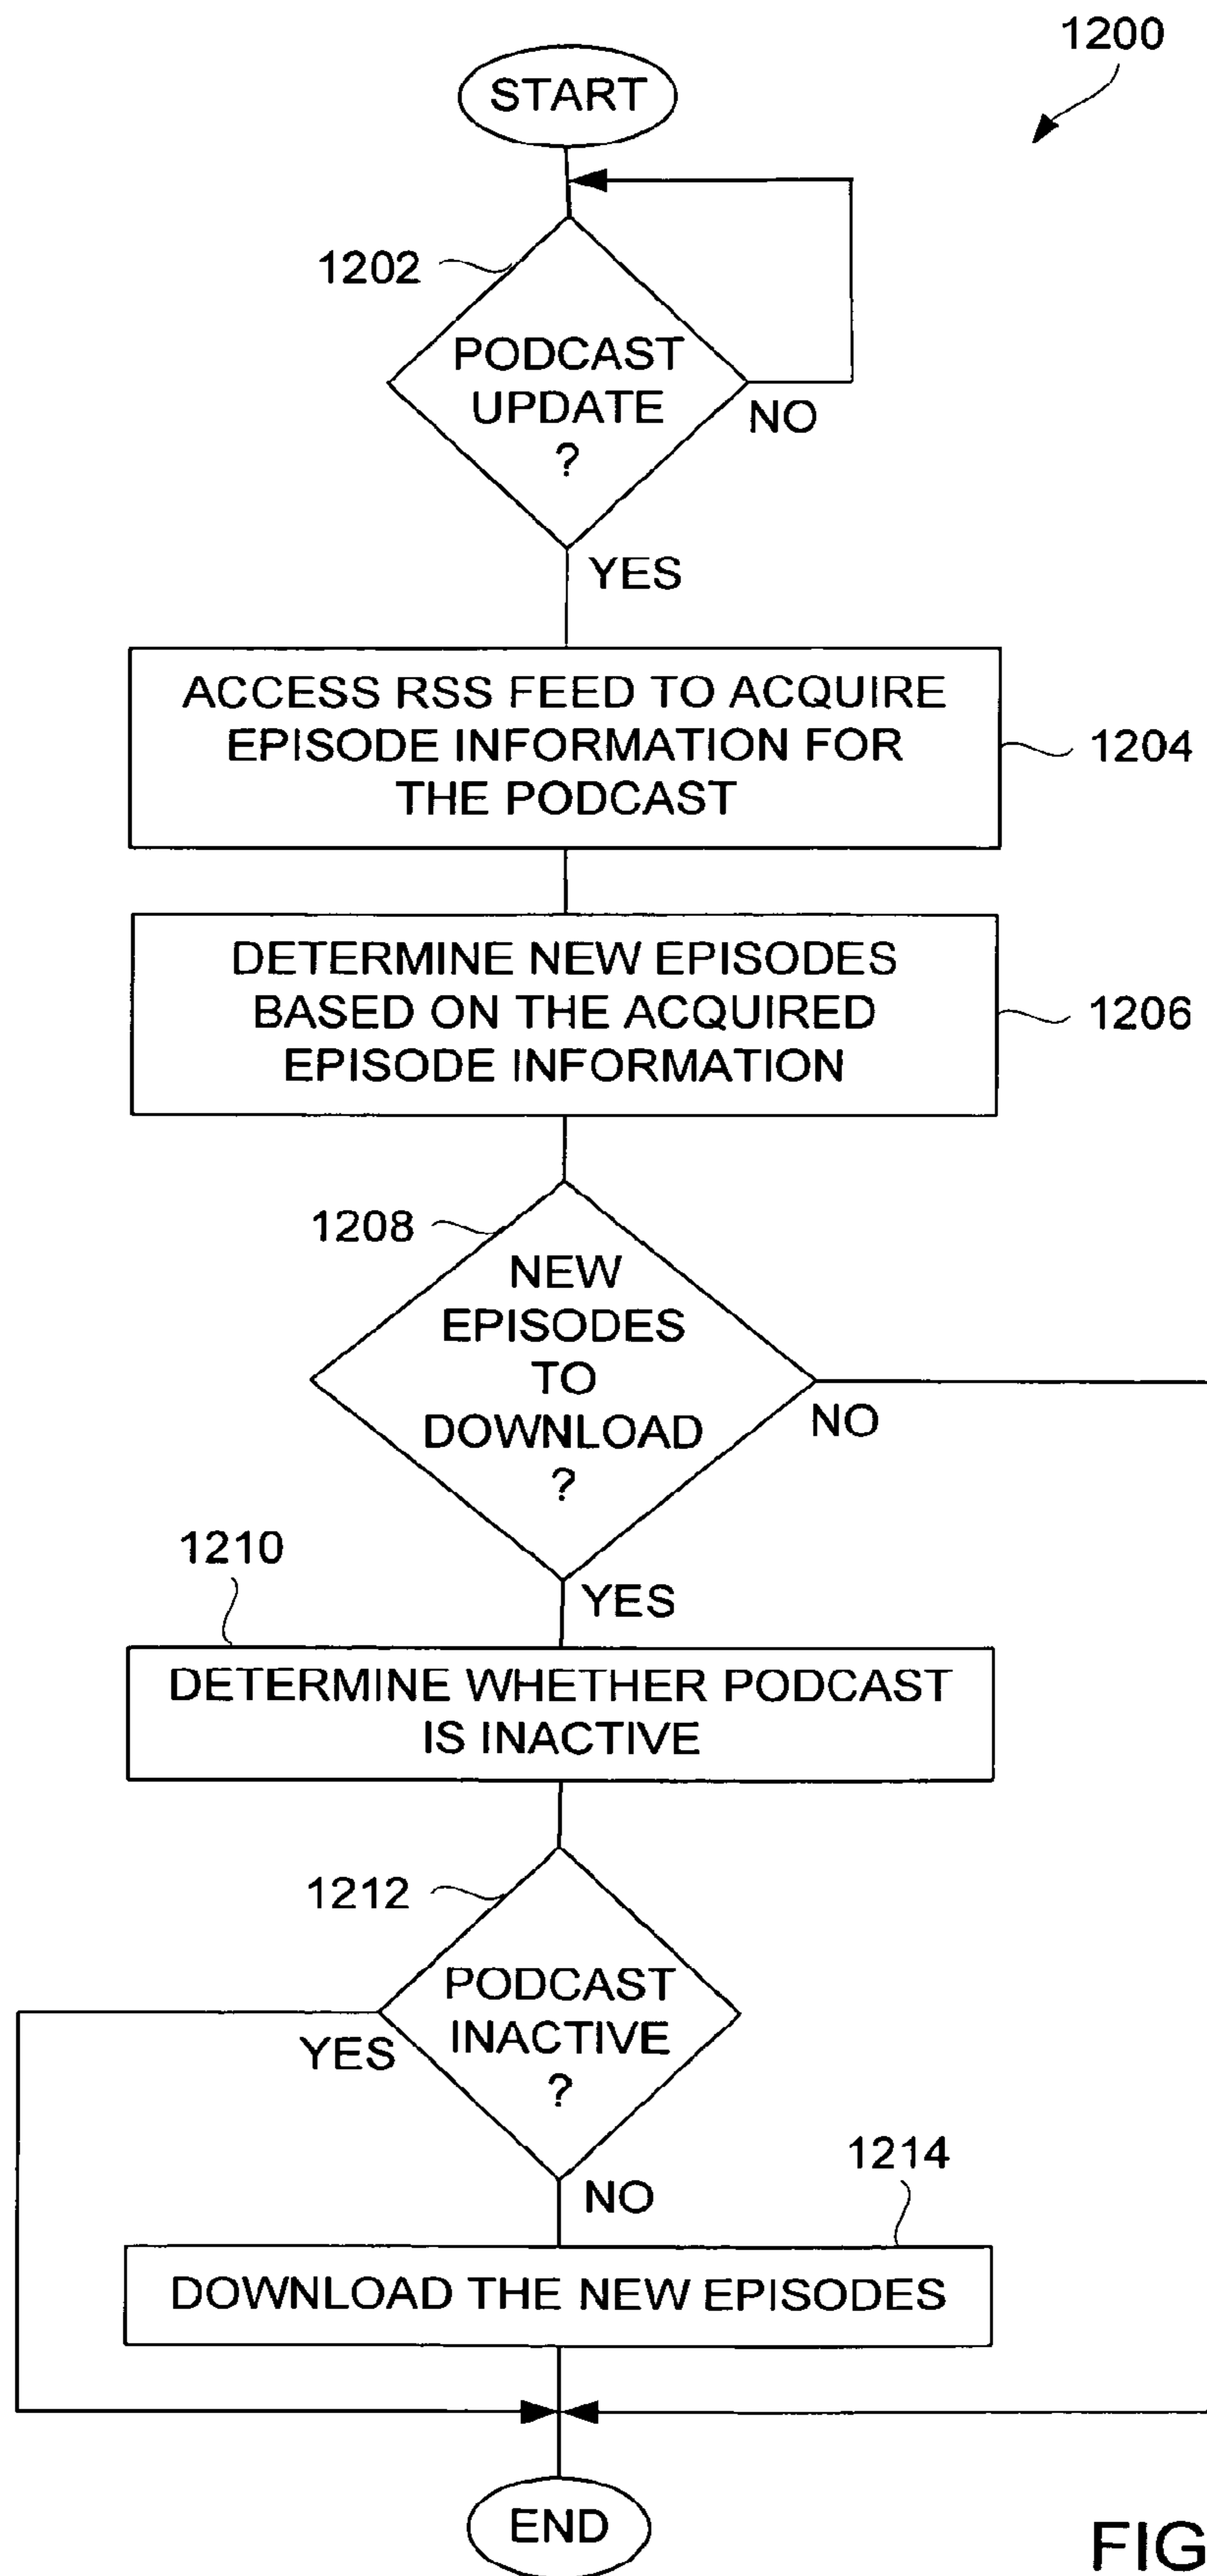 1200
START
1202
PODCAST
UPDATE
?
NO
YES
ACCESS RSS FEED TO ACQUIRE
EPISODE INFORMATION FOR
THE PODCAST
1204
DETERMINE NEW EPISODES
BASED ON THE ACQUIRED
EPISODE INFORMATION
1206
1208
NEW
EPISODES
TO
DOWNLOAD
?
NO
YES
1210
DETERMINE WHETHER PODCAST
IS INACTIVE
1212
PODCAST
INACTIVE
?
YES
NO
1214
DOWNLOAD THE NEW EPISODES
END
FIG